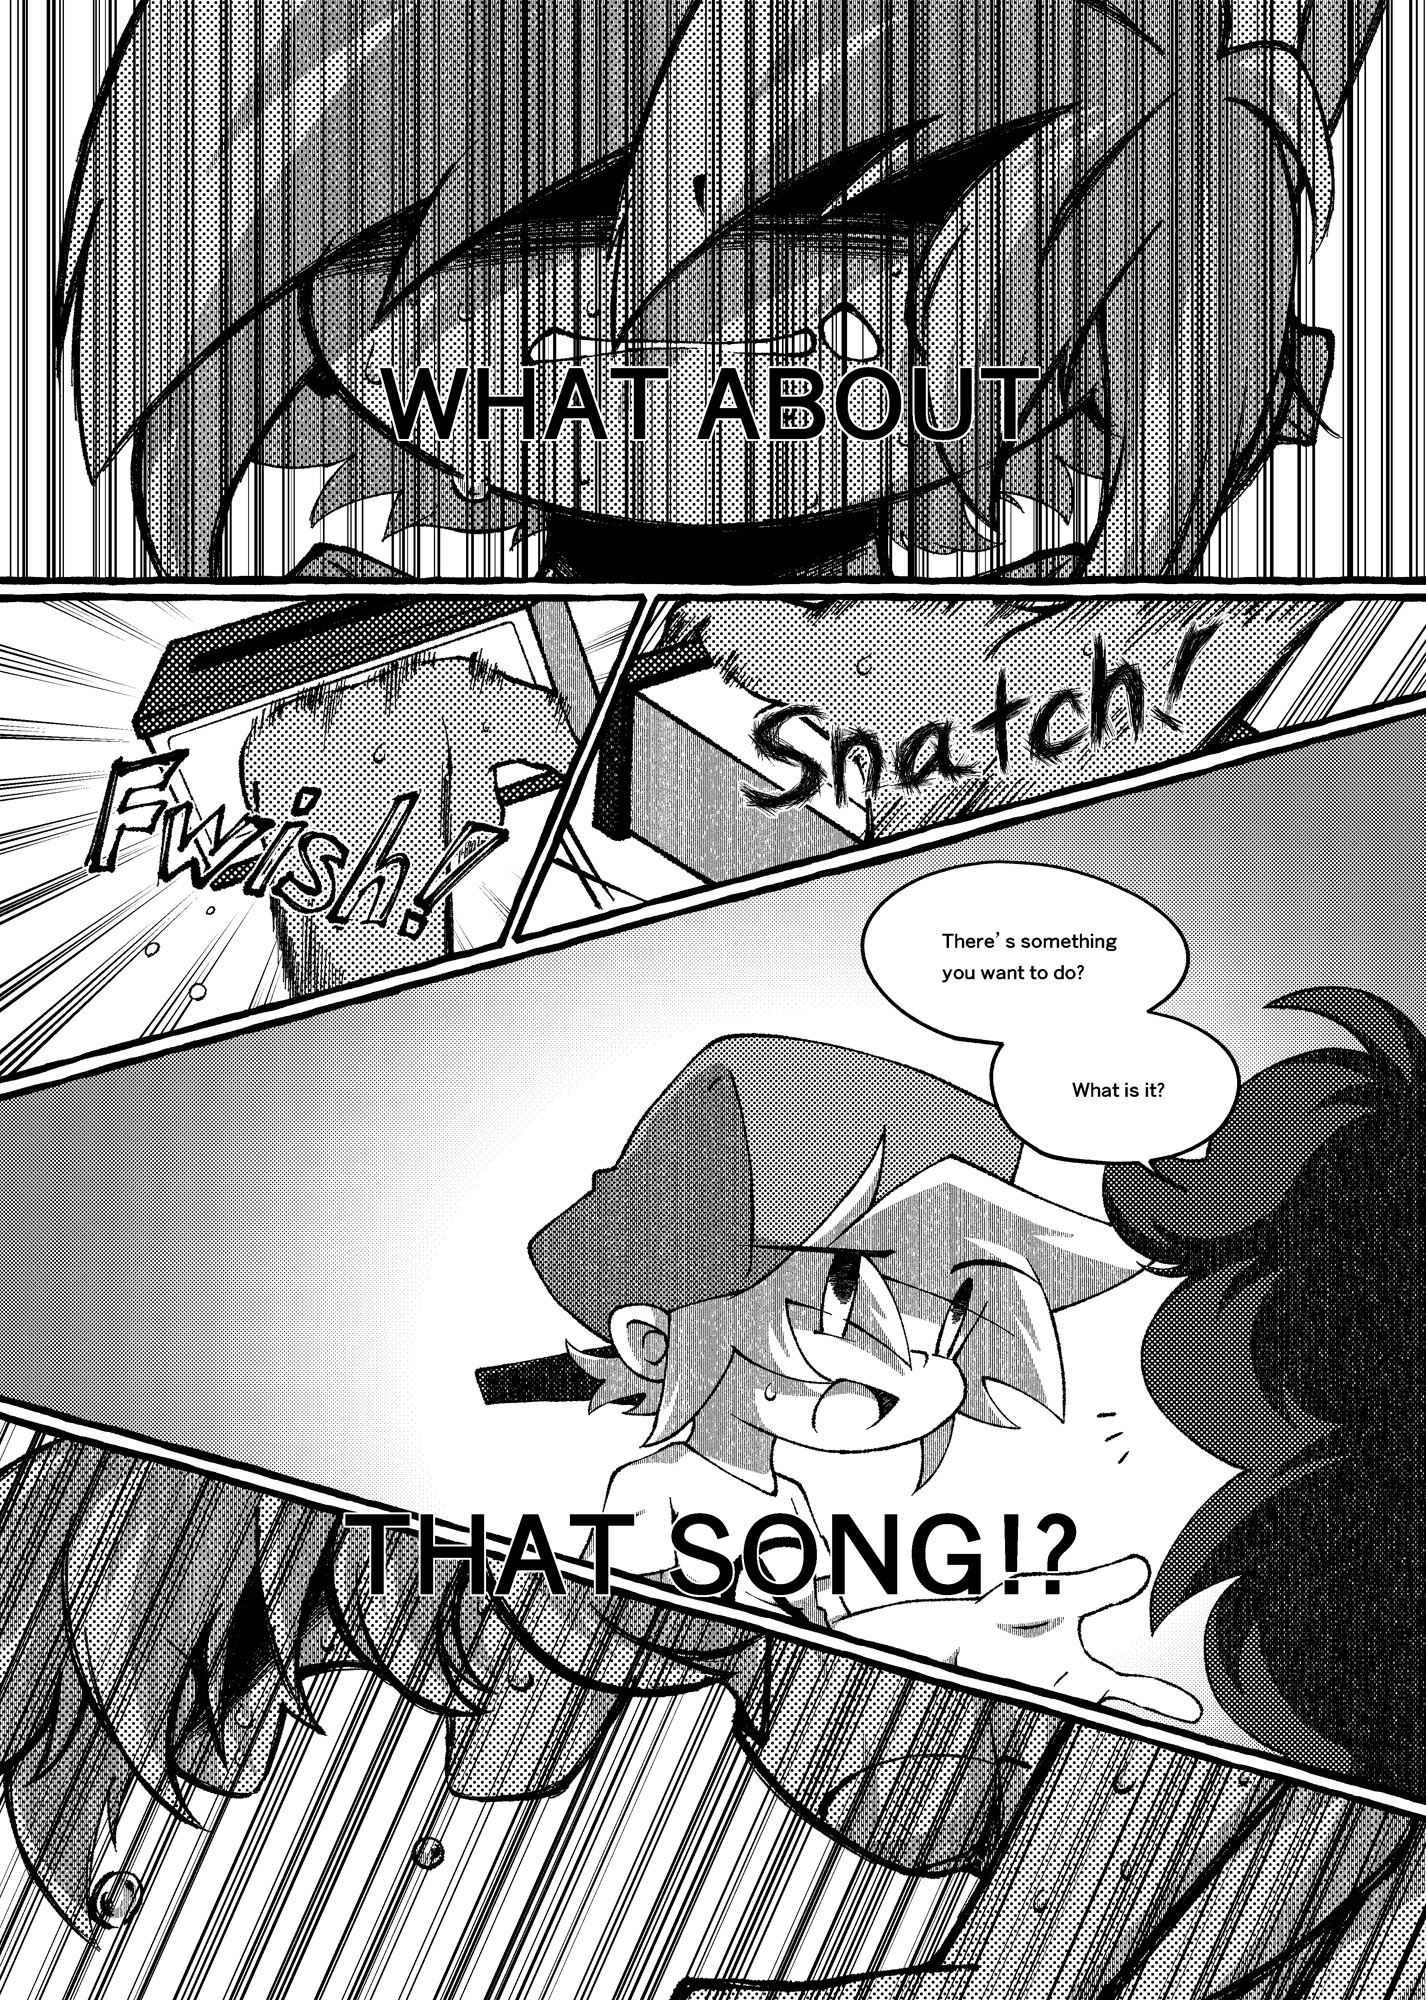 WHAT ABOUT
Fwish!
Snatch!
There's something
you want to do?
What is it?
THAT SONG!?